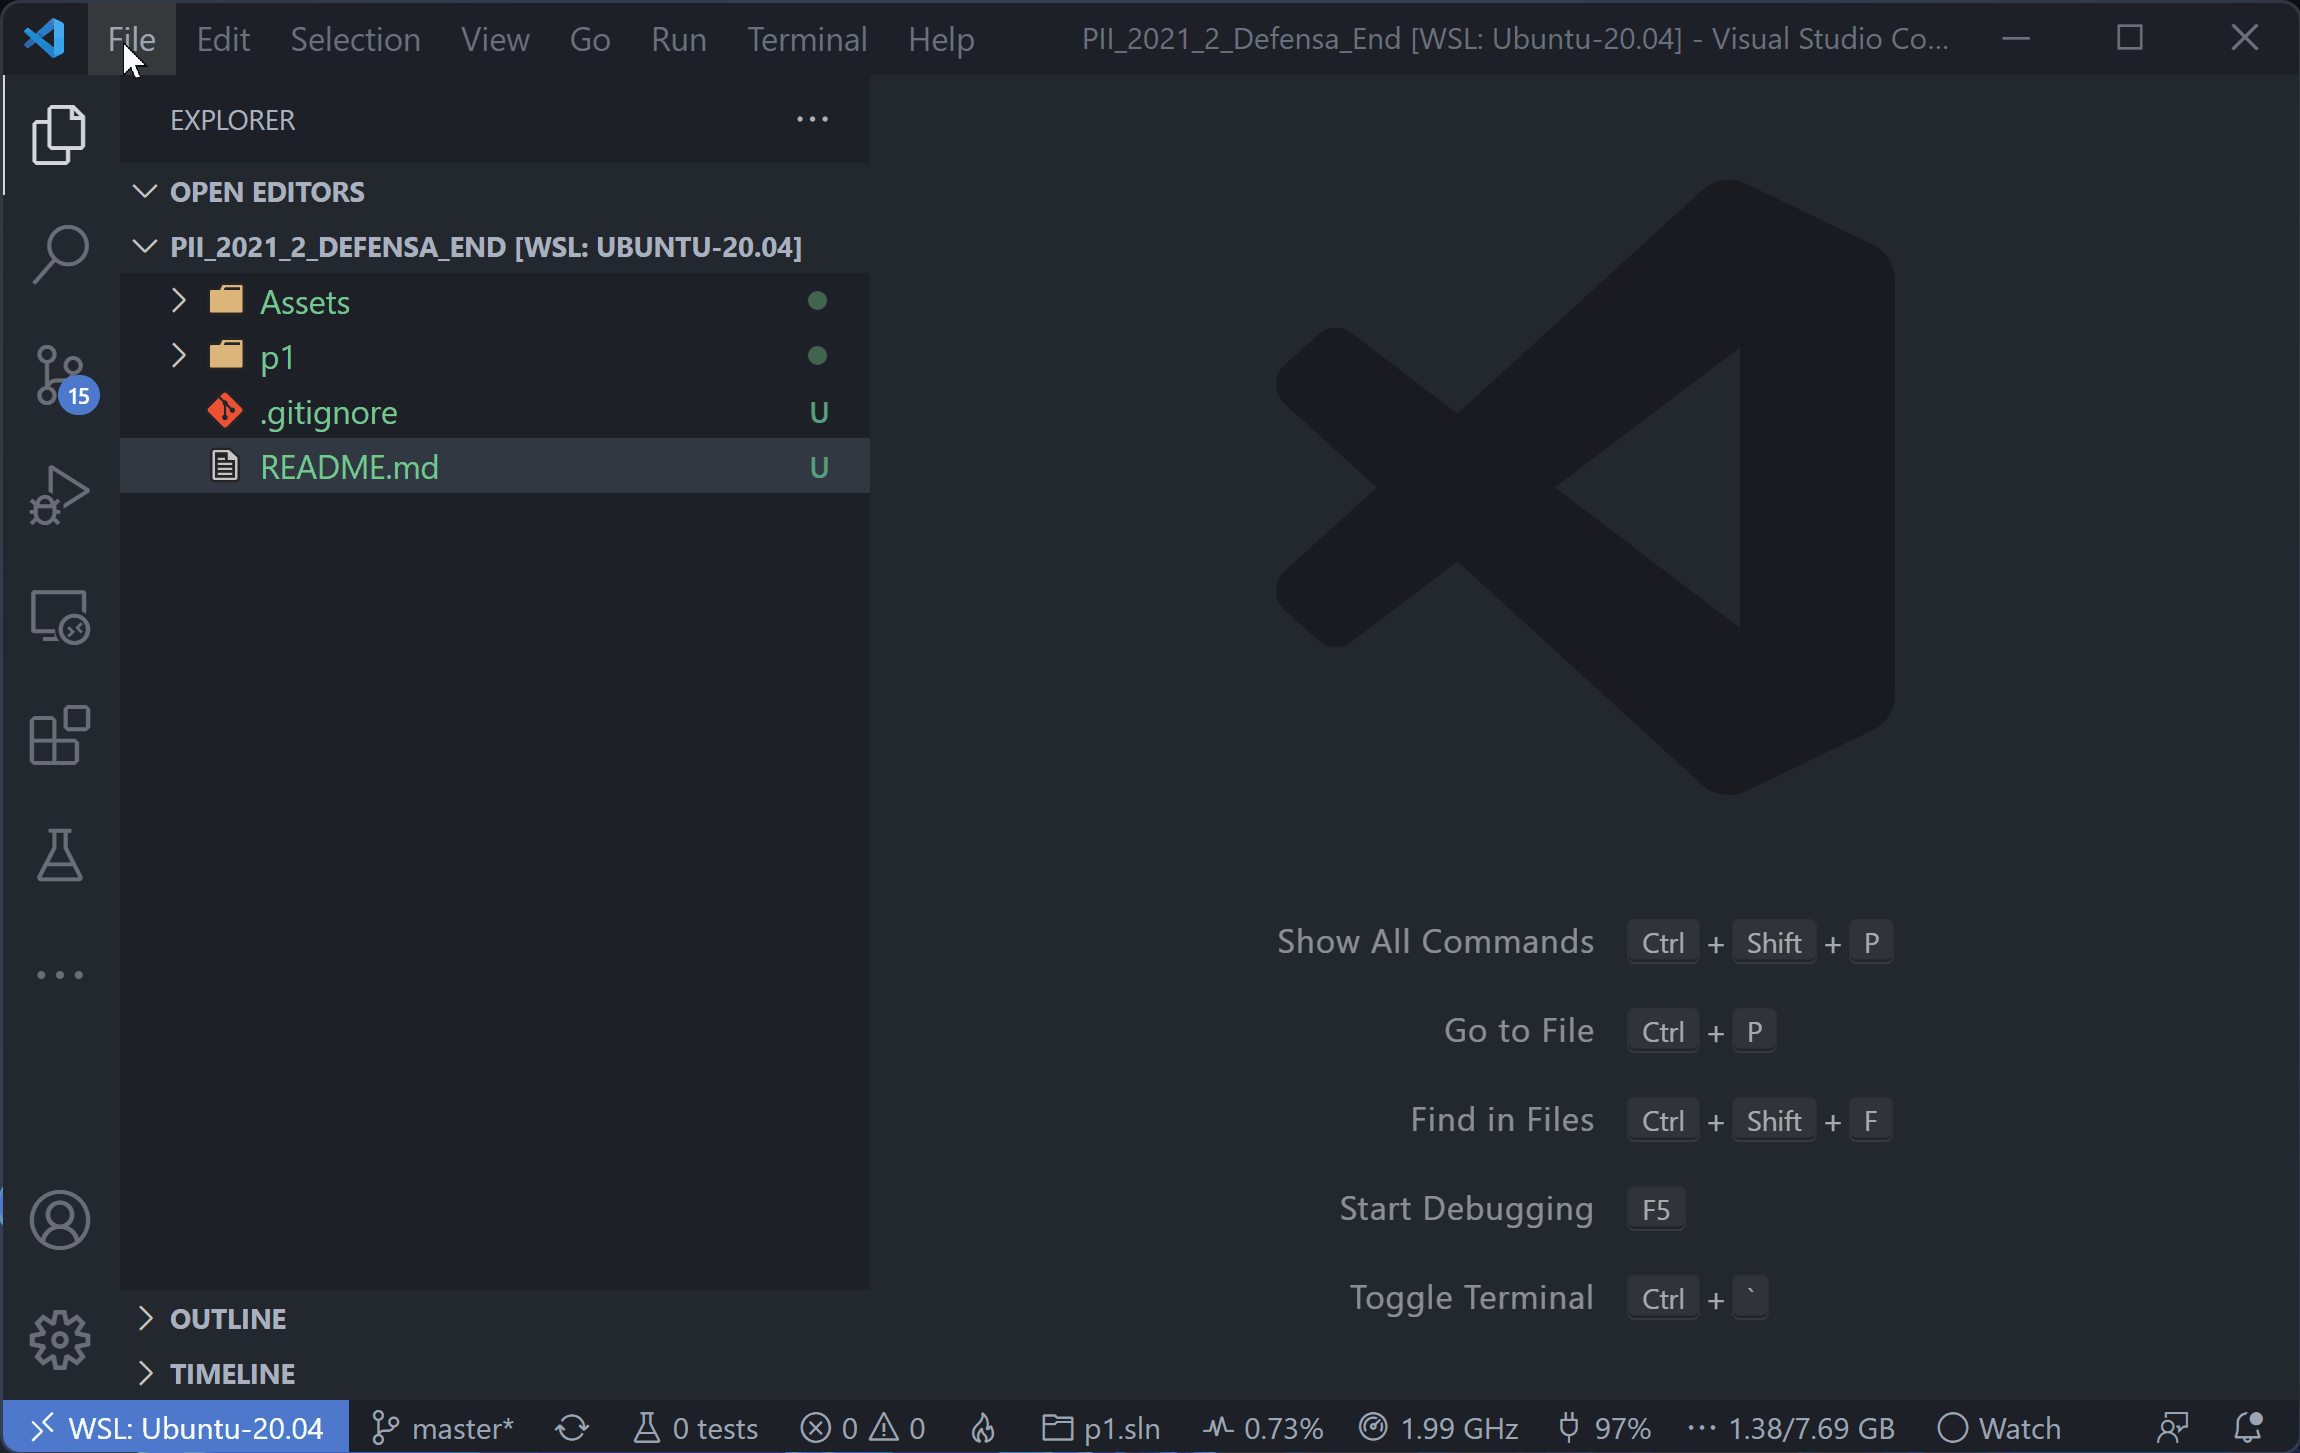 File Edit Selection View Go Run Terminal Help PII_2021_2_Defensa_End [WSL: Ubuntu-20.04] - Visual Studio Co...
EXPLORER
OPEN EDITORS
PII_2021_2_DEFENSA_END [WSL: UBUNTU-20.04]
Assets
p1
.gitignore U
README.md U
15
Show All Commands Ctrl + Shift + P
Go to File Ctrl + P
Find in Files Ctrl + Shift + F
Start Debugging F5
Toggle Terminal Ctrl + `
OUTLINE
TIMELINE
WSL: Ubuntu-20.04 master* 0 tests 0 0 p1.sln 0.73% 1.99 GHz 97% 1.38/7.69 GB Watch